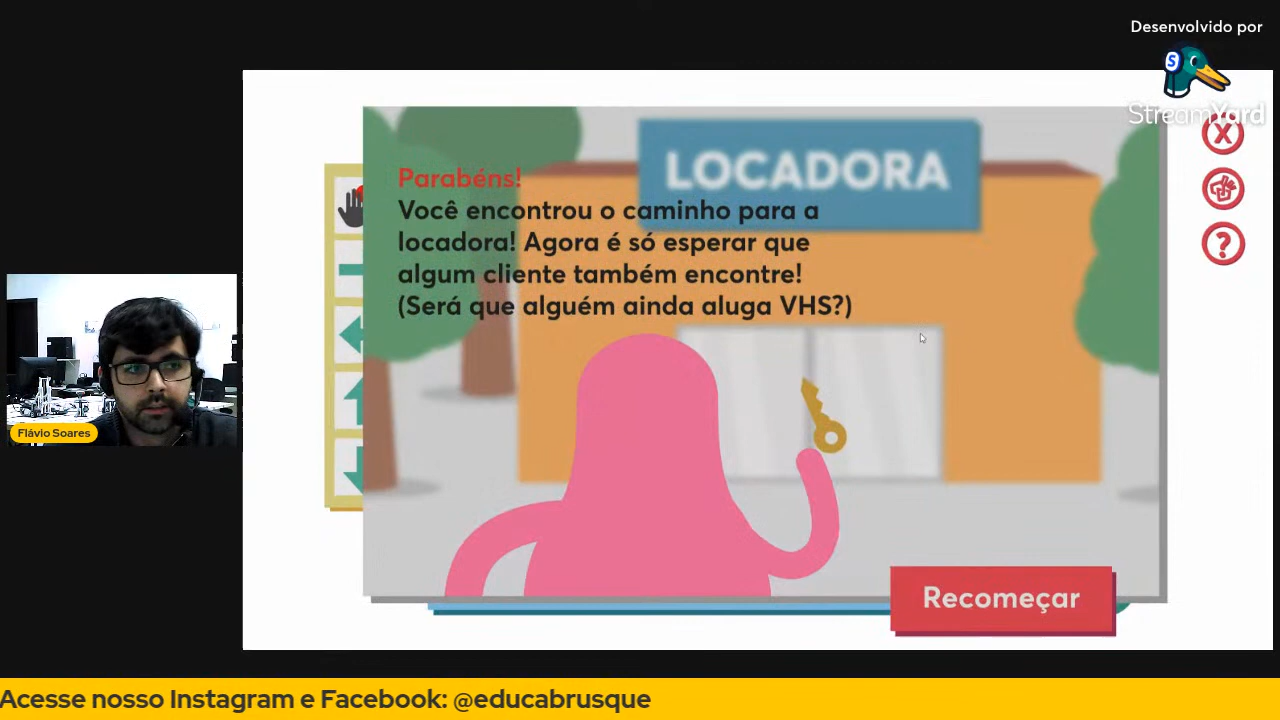 Desenvolvido por
S
StreamYard
LOCADORA
Parabéns!
Você encontrou o caminho para a
locadora! Agora é só esperar que
algum cliente também encontre!
(Será que alguém ainda aluga VHS?)
X
?
Flávio Soares
Recomeçar
Acesse nosso Instagram e Facebook: @educabrusque